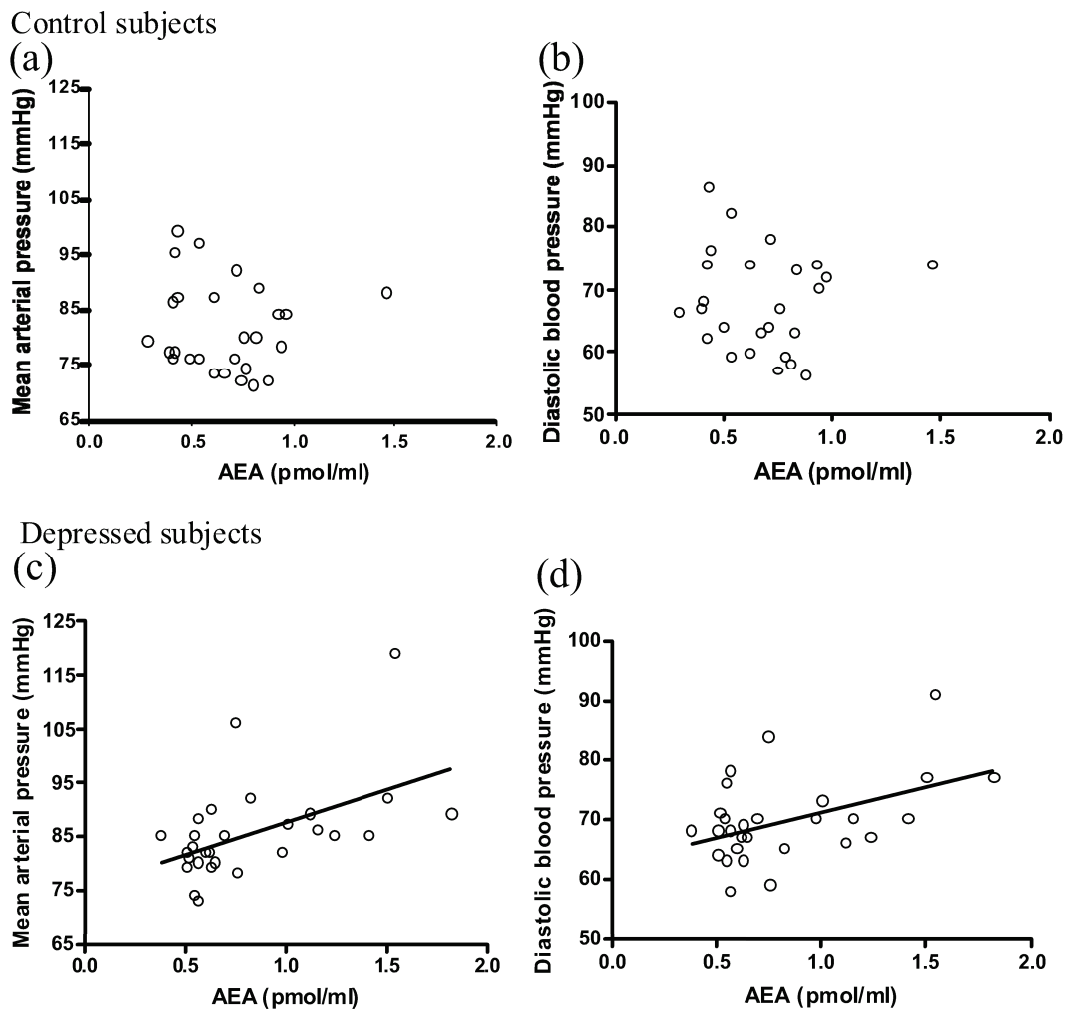 Control subjects
(a)
Mean arterial pressure (mmHg)
125
115
105
95
85
75
65
0.0 0.5 1.0 1.5 2.0
AEA (pmol/ml)
(b)
Diastolic blood pressure (mmHg)
100
90
80
70
60
50
0.0 0.5 1.0 1.5 2.0
AEA (pmol/ml)
Depressed subjects
(c)
Mean arterial pressure (mmHg)
125
115
105
95
85
75
65
0.0 0.5 1.0 1.5 2.0
AEA (pmol/ml)
(d)
Diastolic blood pressure (mmHg)
100
90
80
70
60
50
0.0 0.5 1.0 1.5 2.0
AEA (pmol/ml)